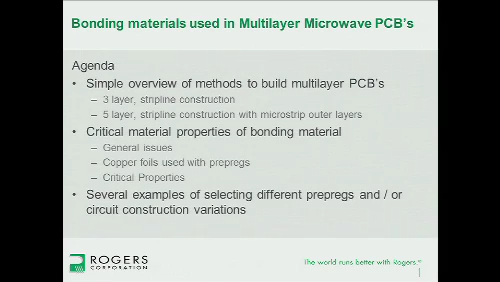 Bonding materials used in Multilayer Microwave PCB's
Agenda
• Simple overview of methods to build multilayer PCB's
– 3 layer, stripline construction
– 5 layer, stripline construction with microstrip outer layers
• Critical material properties of bonding material
– General issues
– Copper foils used with prepregs
– Critical Properties
• Several examples of selecting different prepregs and / or
circuit construction variations
ROGERS
CORPORATION
The world runs better with Rogers.®